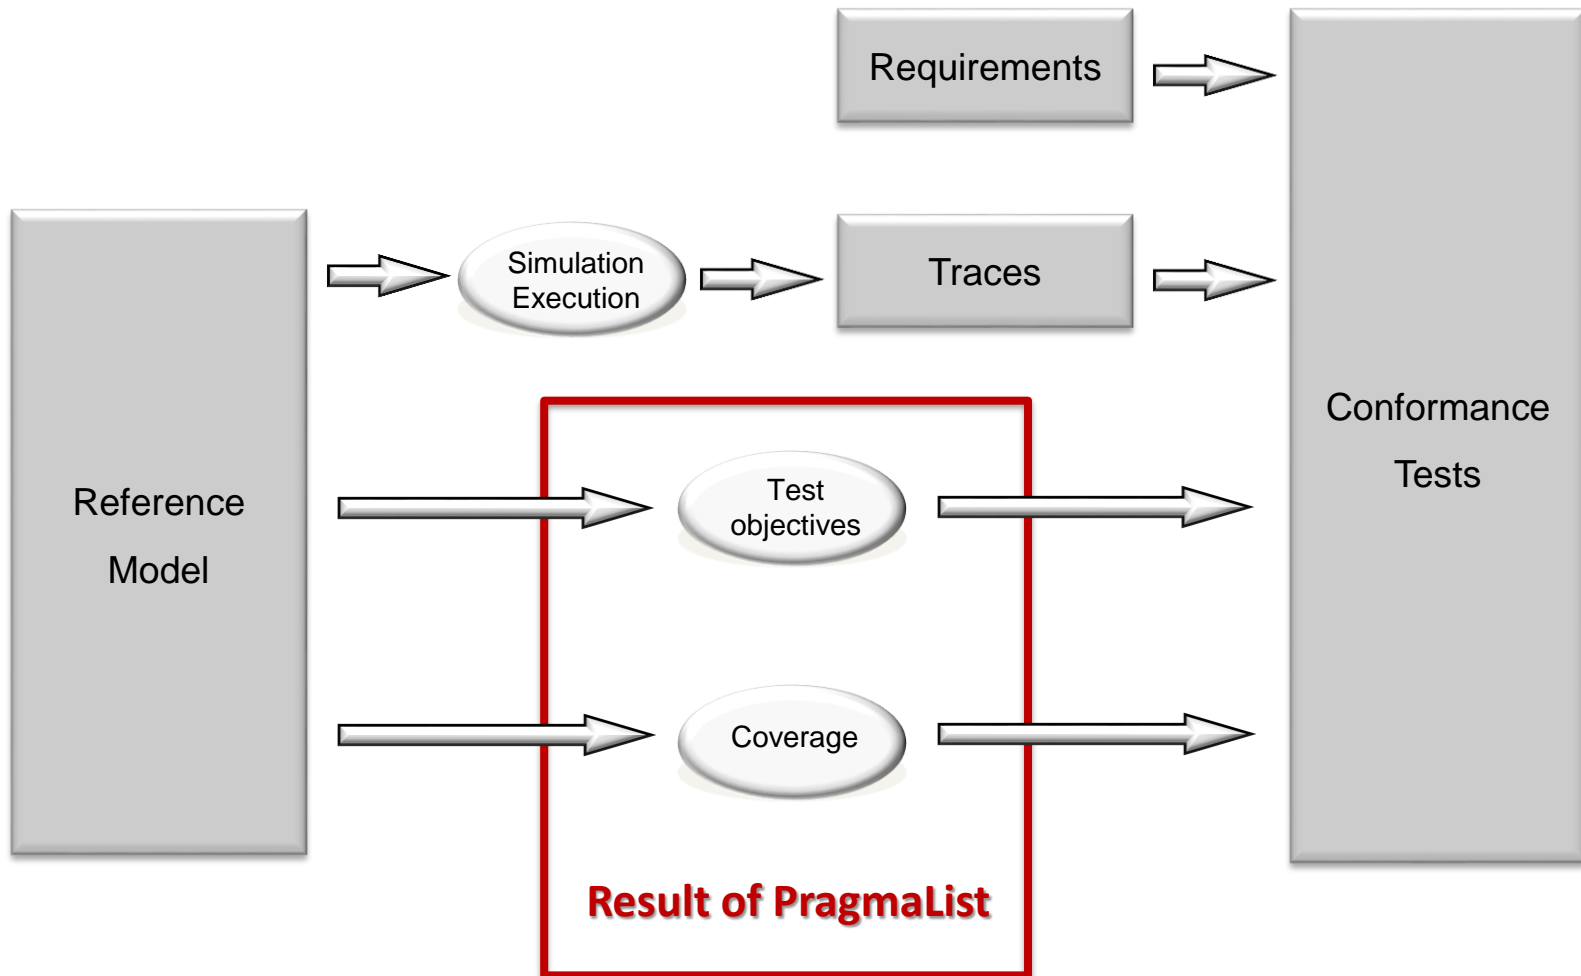 Requirements
Simulation
Execution
Traces
Reference
Model
Test
objectives
Conformance
Tests
Coverage
Result of PragmaList